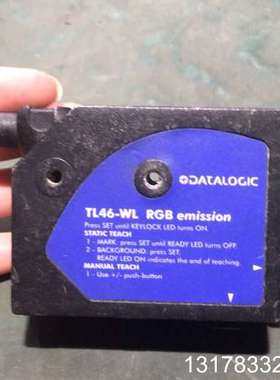 DATALOGIC
TL46-WL RGB emission
Press SET until KEYLOCK LED turns ON.
STATIC TEACH
1 - MARK. press SET until READY LED turns OFF.
2 - BACKGROUND: press SET.
READY LED ON indicates the end of teaching.
MANUAL TEACH
1 - Use +/- push-button
13178332